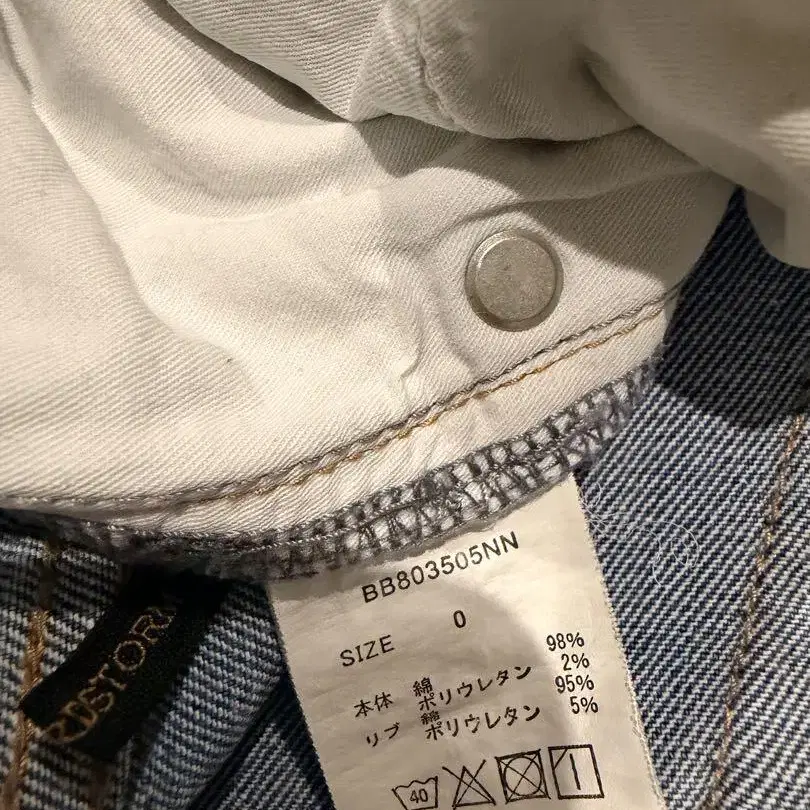 BB803505NN
SIZE 0
本体 綿 98%
ポリウレタン 2%
リブ 綿 95%
ポリウレタン 5%
40